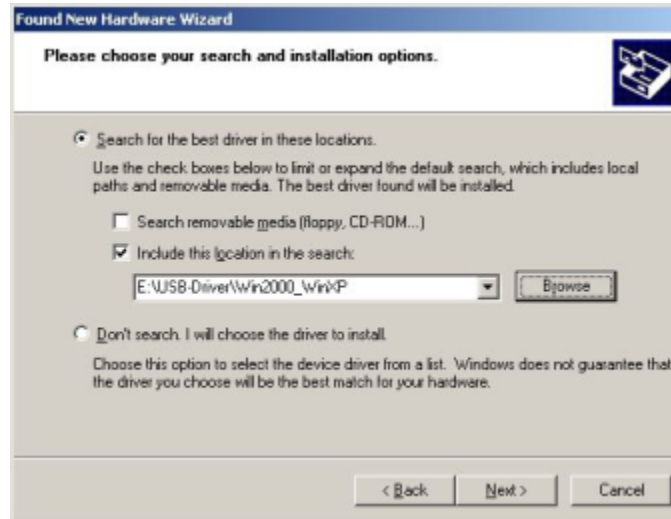 Found New Hardware Wizard
Please choose your search and installation options.
Search for the best driver in these locations.
Use the check boxes below to limit or expand the default search, which includes local
paths and removable media. The best driver found will be installed.
Search removable media (floppy, CD-ROM...)
Include this location in the search:
E:\USB-Driver\Win2000_WinXP
Browse
Don't search. I will choose the driver to install.
Choose this option to select the device driver from a list. Windows does not guarantee that
the driver you choose will be the best match for your hardware.
< Back
Next >
Cancel